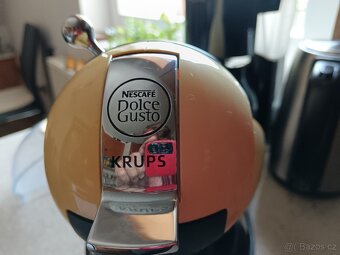 NESCAFÉ
Dolce
Gusto
KRUPS
Bazos.cz